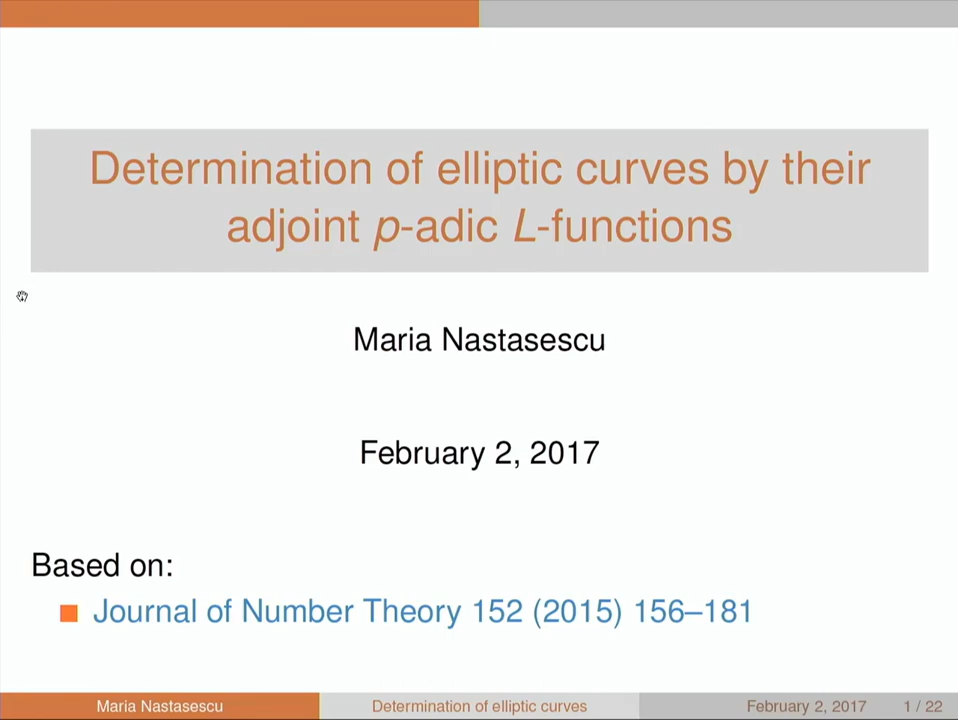 Determination of elliptic curves by their
adjoint p-adic L-functions
Maria Nastasescu
February 2, 2017
Based on:
Journal of Number Theory 152 (2015) 156–181
Maria Nastasescu Determination of elliptic curves February 2, 2017 1 / 22